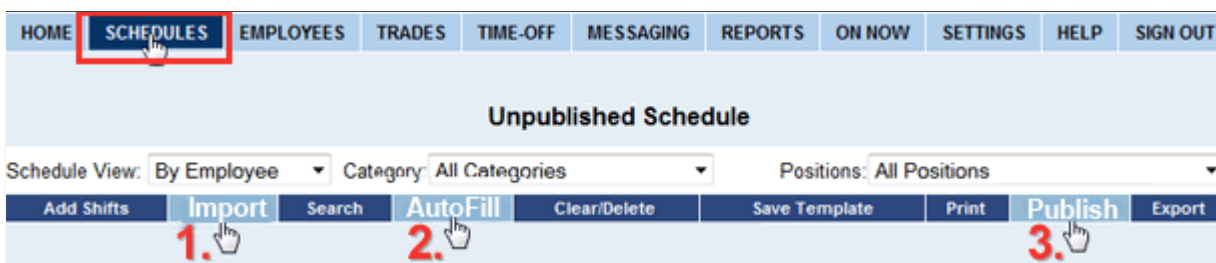 HOME SCHEDULES EMPLOYEES TRADES TIME-OFF MESSAGING REPORTS ON NOW SETTINGS HELP SIGN OUT
Unpublished Schedule
Schedule View: By Employee Category: All Categories Positions: All Positions
Add Shifts Import Search AutoFill Clear/Delete Save Template Print Publish Export
1. 2. 3.